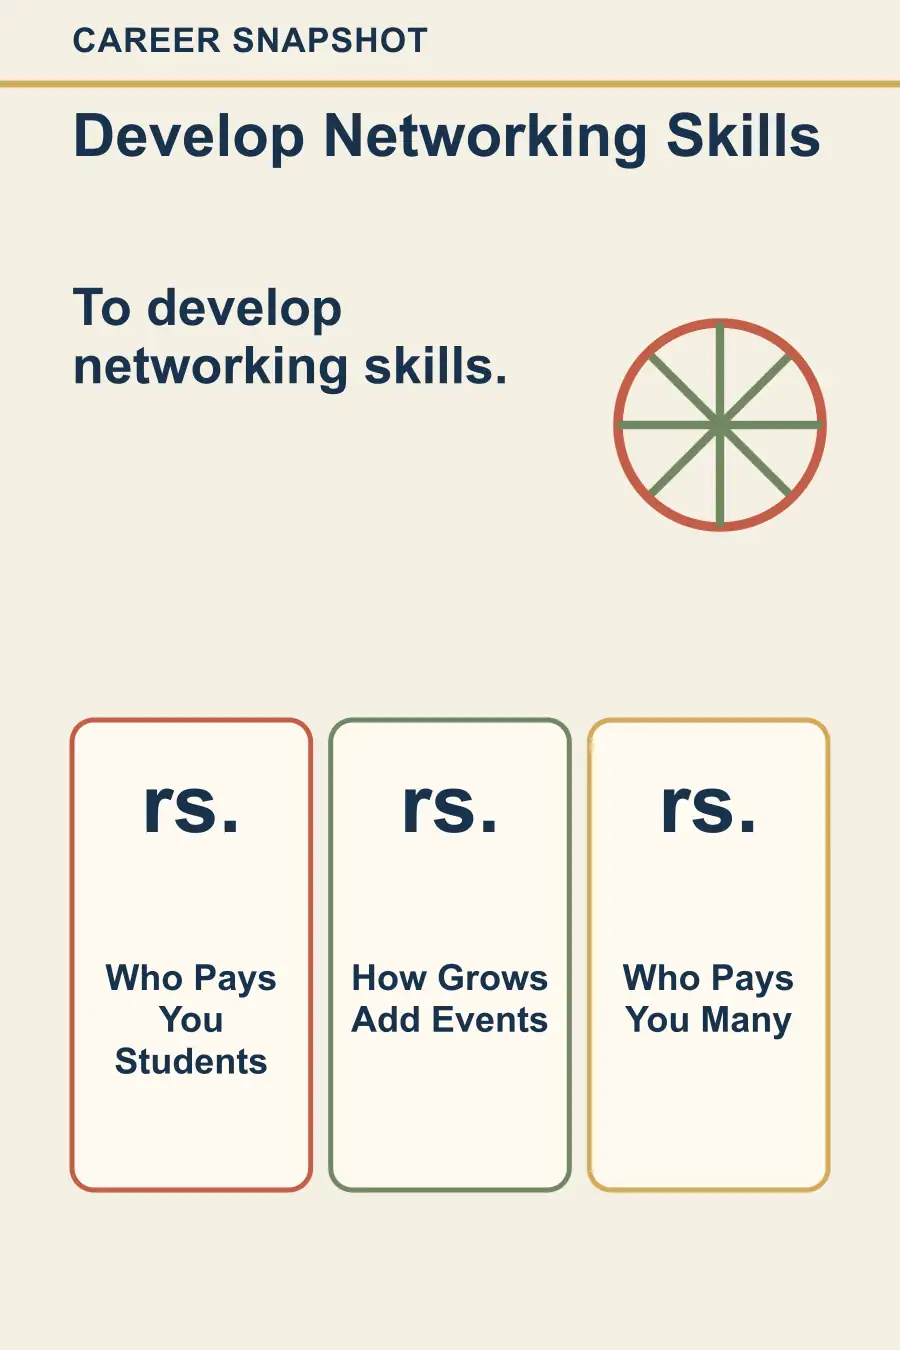 CAREER SNAPSHOT
Develop Networking Skills
To develop
networking skills.
rs.
Who Pays
You
Students
rs.
How Grows
Add Events
rs.
Who Pays
You Many